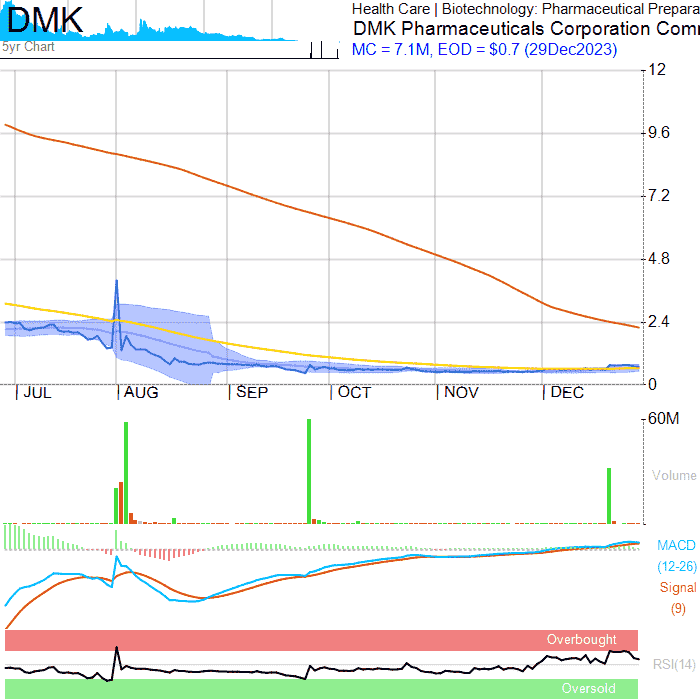 DMK
Health Care | Biotechnology: Pharmaceutical Prepara
DMK Pharmaceuticals Corporation Com
MC = 7.1M, EOD = $0.7 (29Dec2023)
5yr Chart
12
9.6
7.2
4.8
2.4
0
JUL AUG SEP OCT NOV DEC
60M
Volume
MACD
(12-26)
Signal
(9)
Overbought
RSI(14)
Oversold